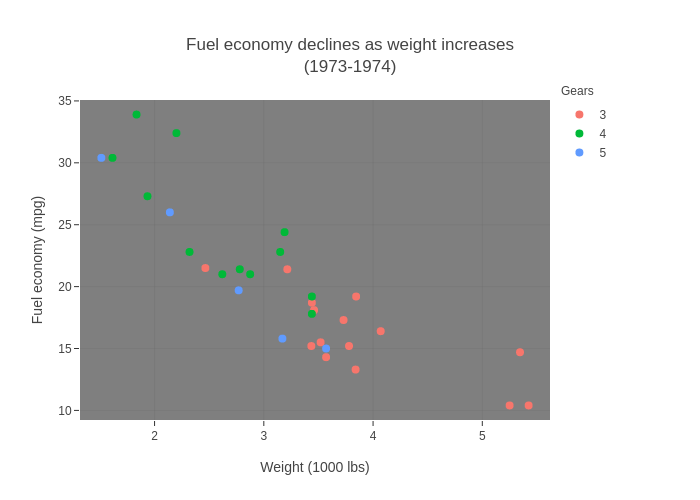 Fuel economy declines as weight increases
(1973-1974)
Gears
3
4
5
35
30
25
20
15
10
Fuel economy (mpg)
2 3 4 5
Weight (1000 lbs)